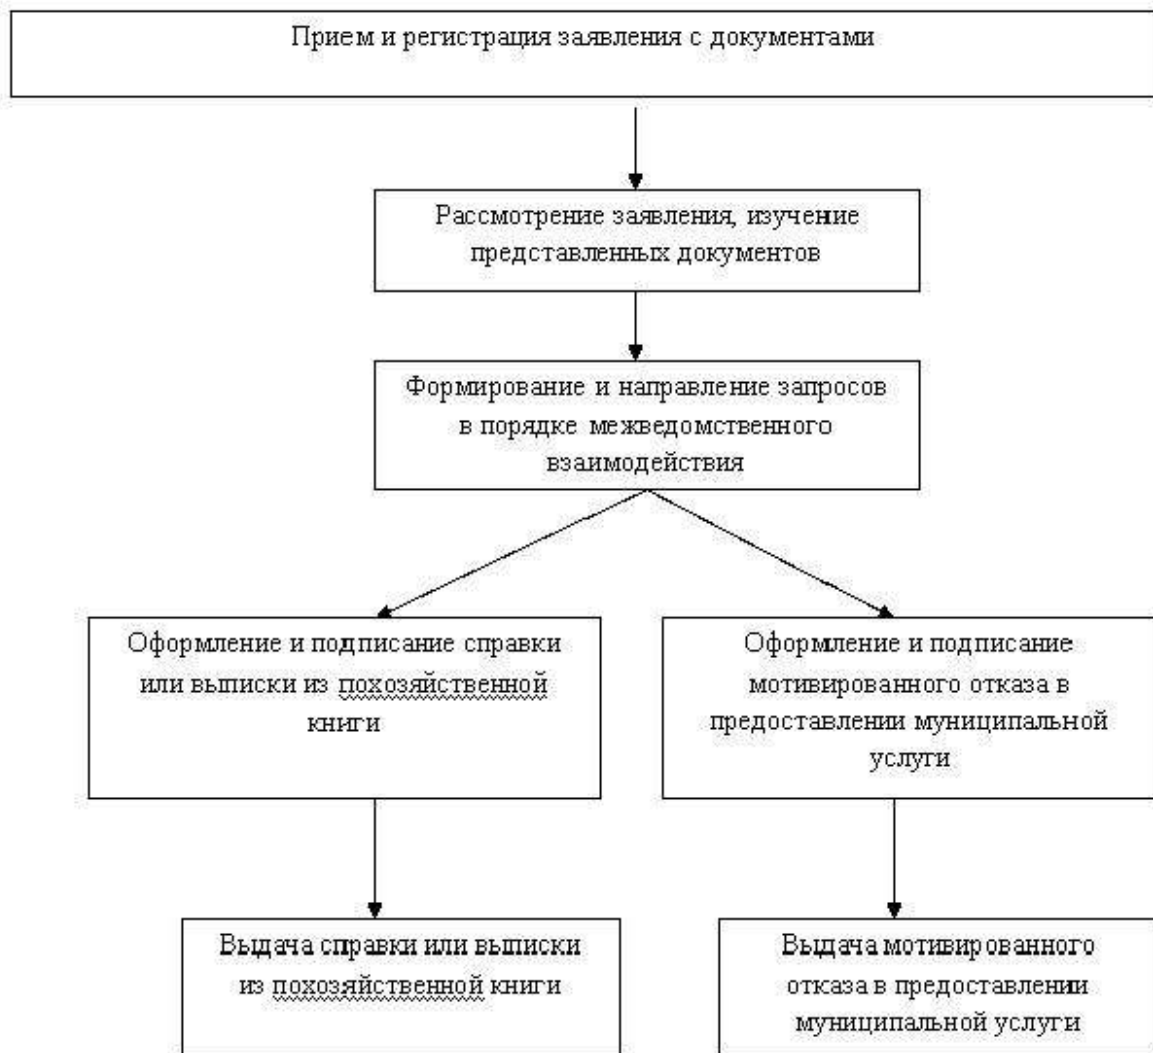 Прием и регистрация заявления с документами
Рассмотрение заявления, изучение
представленных документов
Формирование и направление запросов
в порядке межведомственного
взаимодействия
Оформление и подписание справки
или выписки из похозяйственной
книги
Оформление и подписание
мотивированного отказа в
предоставлении муниципальной
услуги
Выдача справки или выписки
из похозяйственной книги
Выдача мотивированного
отказа в предоставлении
муниципальной услуги